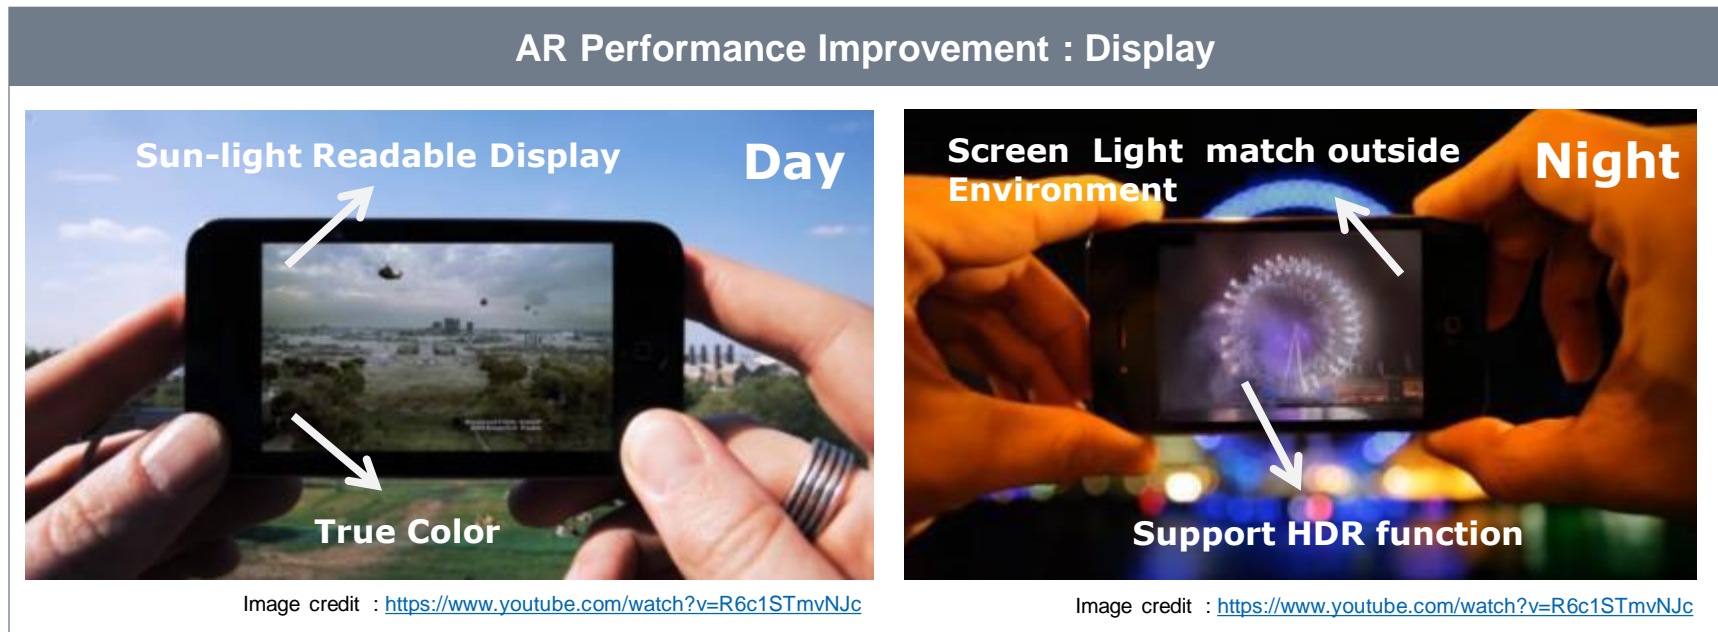 AR Performance Improvement : Display
Sun-light Readable Display
Day
True Color
Image credit : https://www.youtube.com/watch?v=R6c1STmvNJc
Screen Light match outside
Environment
Night
Support HDR function
Image credit : https://www.youtube.com/watch?v=R6c1STmvNJc